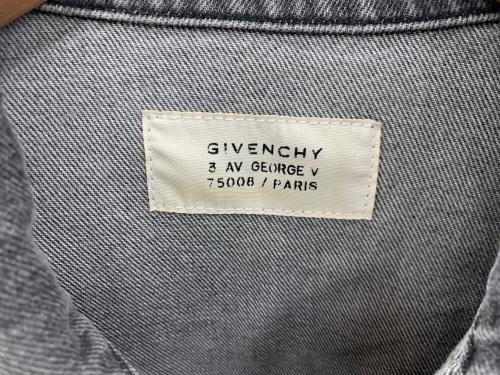 GIVENCHY
3 AV GEORGE V
75008 / PARIS